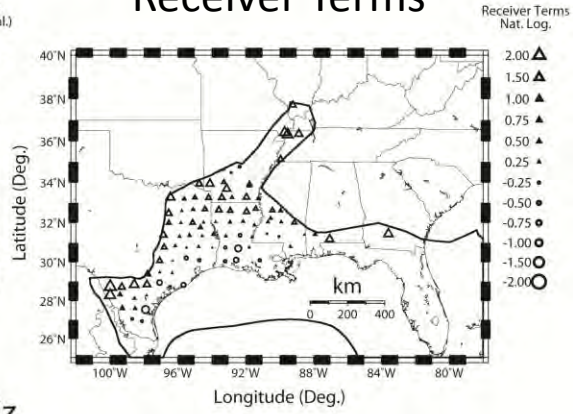 Receiver Terms
al.)
Receiver Terms
Nat. Log.
2.00
1.50
1.00
0.75
0.50
0.25
-0.25
-0.50
-0.75
-1.00
-1.50
-2.00
40°N
38°N
36°N
34°N
32°N
30°N
28°N
26°N
Latitude (Deg.)
km
0 200 400
100°W 96°W 92°W 88°W 84°W 80°W
Longitude (Deg.)